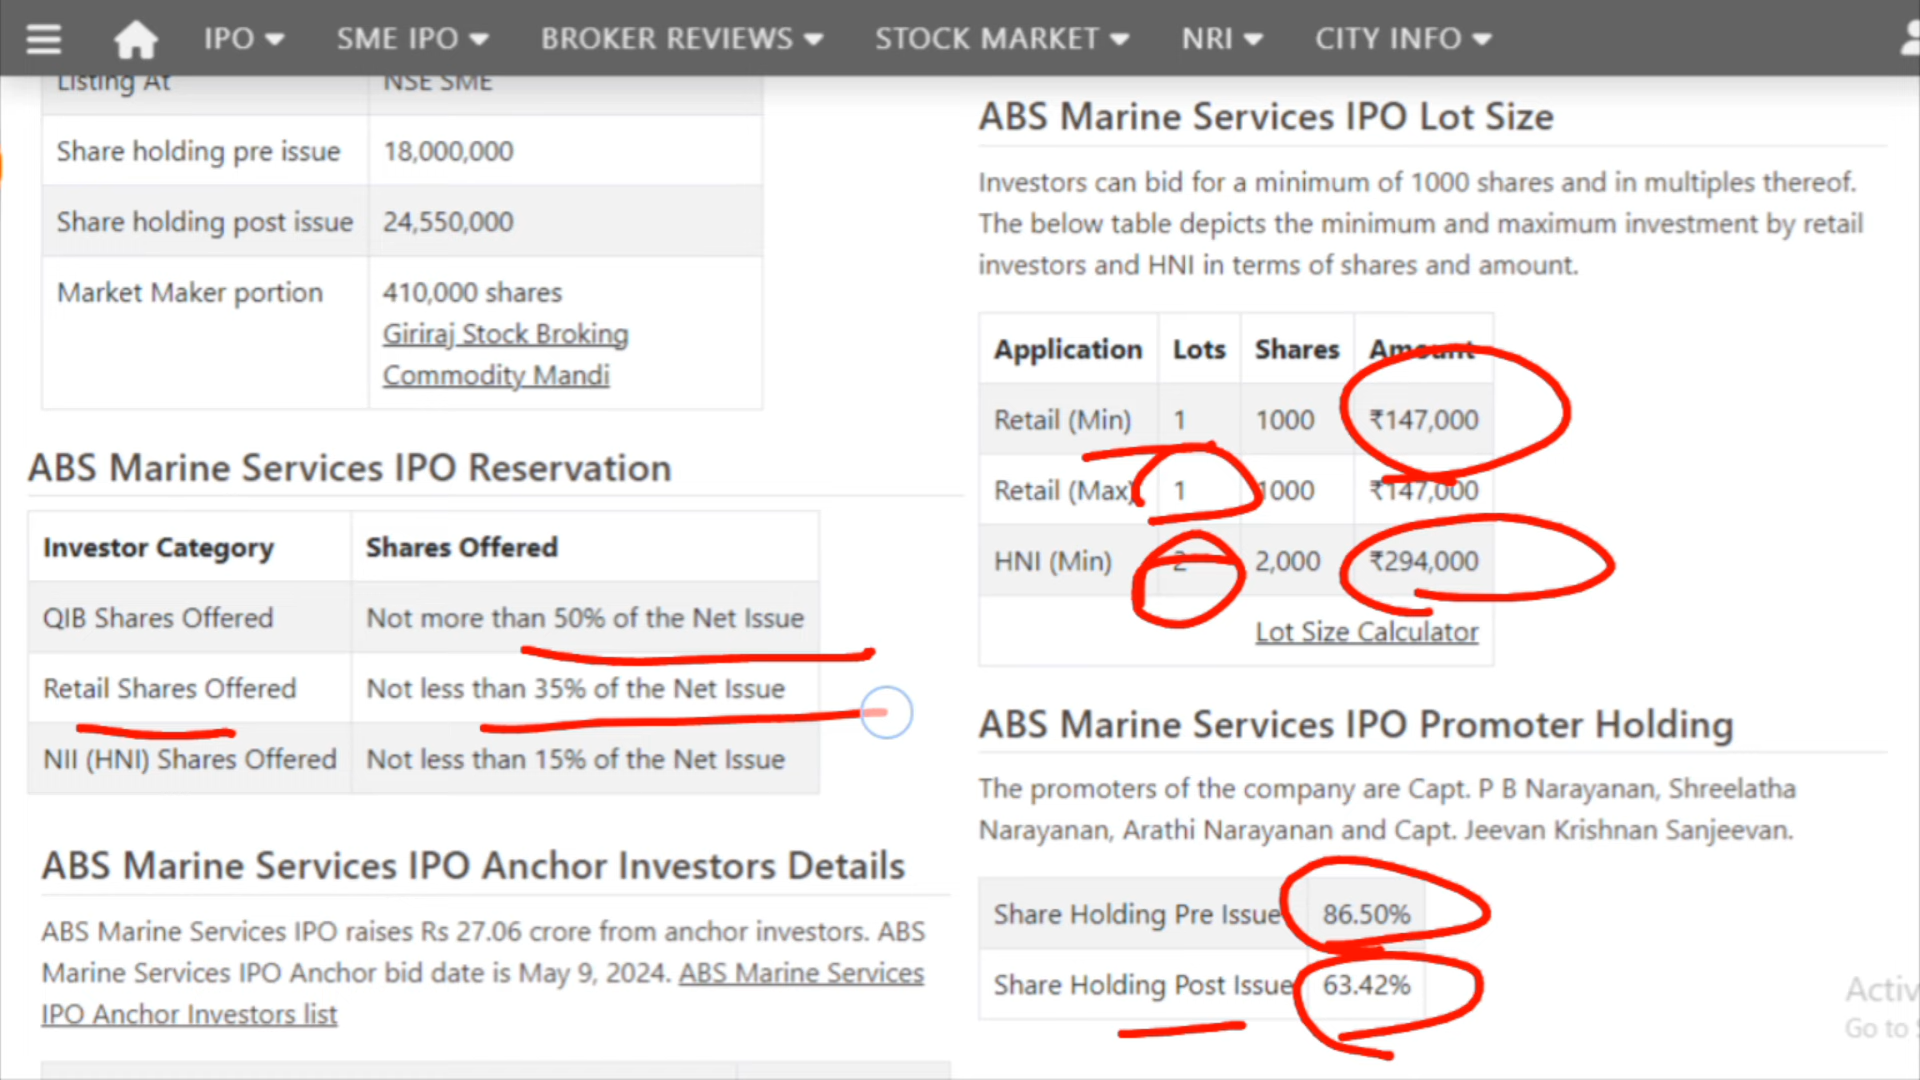 IPO SME IPO BROKER REVIEWS STOCK MARKET NRI CITY INFO
Listing At NSE SME
Share holding pre issue 18,000,000
Share holding post issue 24,550,000
Market Maker portion 410,000 shares
Giriraj Stock Broking
Commodity Mandi
ABS Marine Services IPO Reservation
Investor Category Shares Offered
QIB Shares Offered Not more than 50% of the Net Issue
Retail Shares Offered Not less than 35% of the Net Issue
NII (HNI) Shares Offered Not less than 15% of the Net Issue
ABS Marine Services IPO Anchor Investors Details
ABS Marine Services IPO raises Rs 27.06 crore from anchor investors. ABS
Marine Services IPO Anchor bid date is May 9, 2024. ABS Marine Services
IPO Anchor Investors list
ABS Marine Services IPO Lot Size
Investors can bid for a minimum of 1000 shares and in multiples thereof.
The below table depicts the minimum and maximum investment by retail
investors and HNI in terms of shares and amount.
Application Lots Shares Amount
Retail (Min) 1 1000 ₹147,000
Retail (Max) 1 1000 ₹147,000
HNI (Min) 2 2,000 ₹294,000
Lot Size Calculator
ABS Marine Services IPO Promoter Holding
The promoters of the company are Capt. P B Narayanan, Shreelatha
Narayanan, Arathi Narayanan and Capt. Jeevan Krishnan Sanjeevan.
Share Holding Pre Issue 86.50%
Share Holding Post Issue 63.42%
Activ
Go to